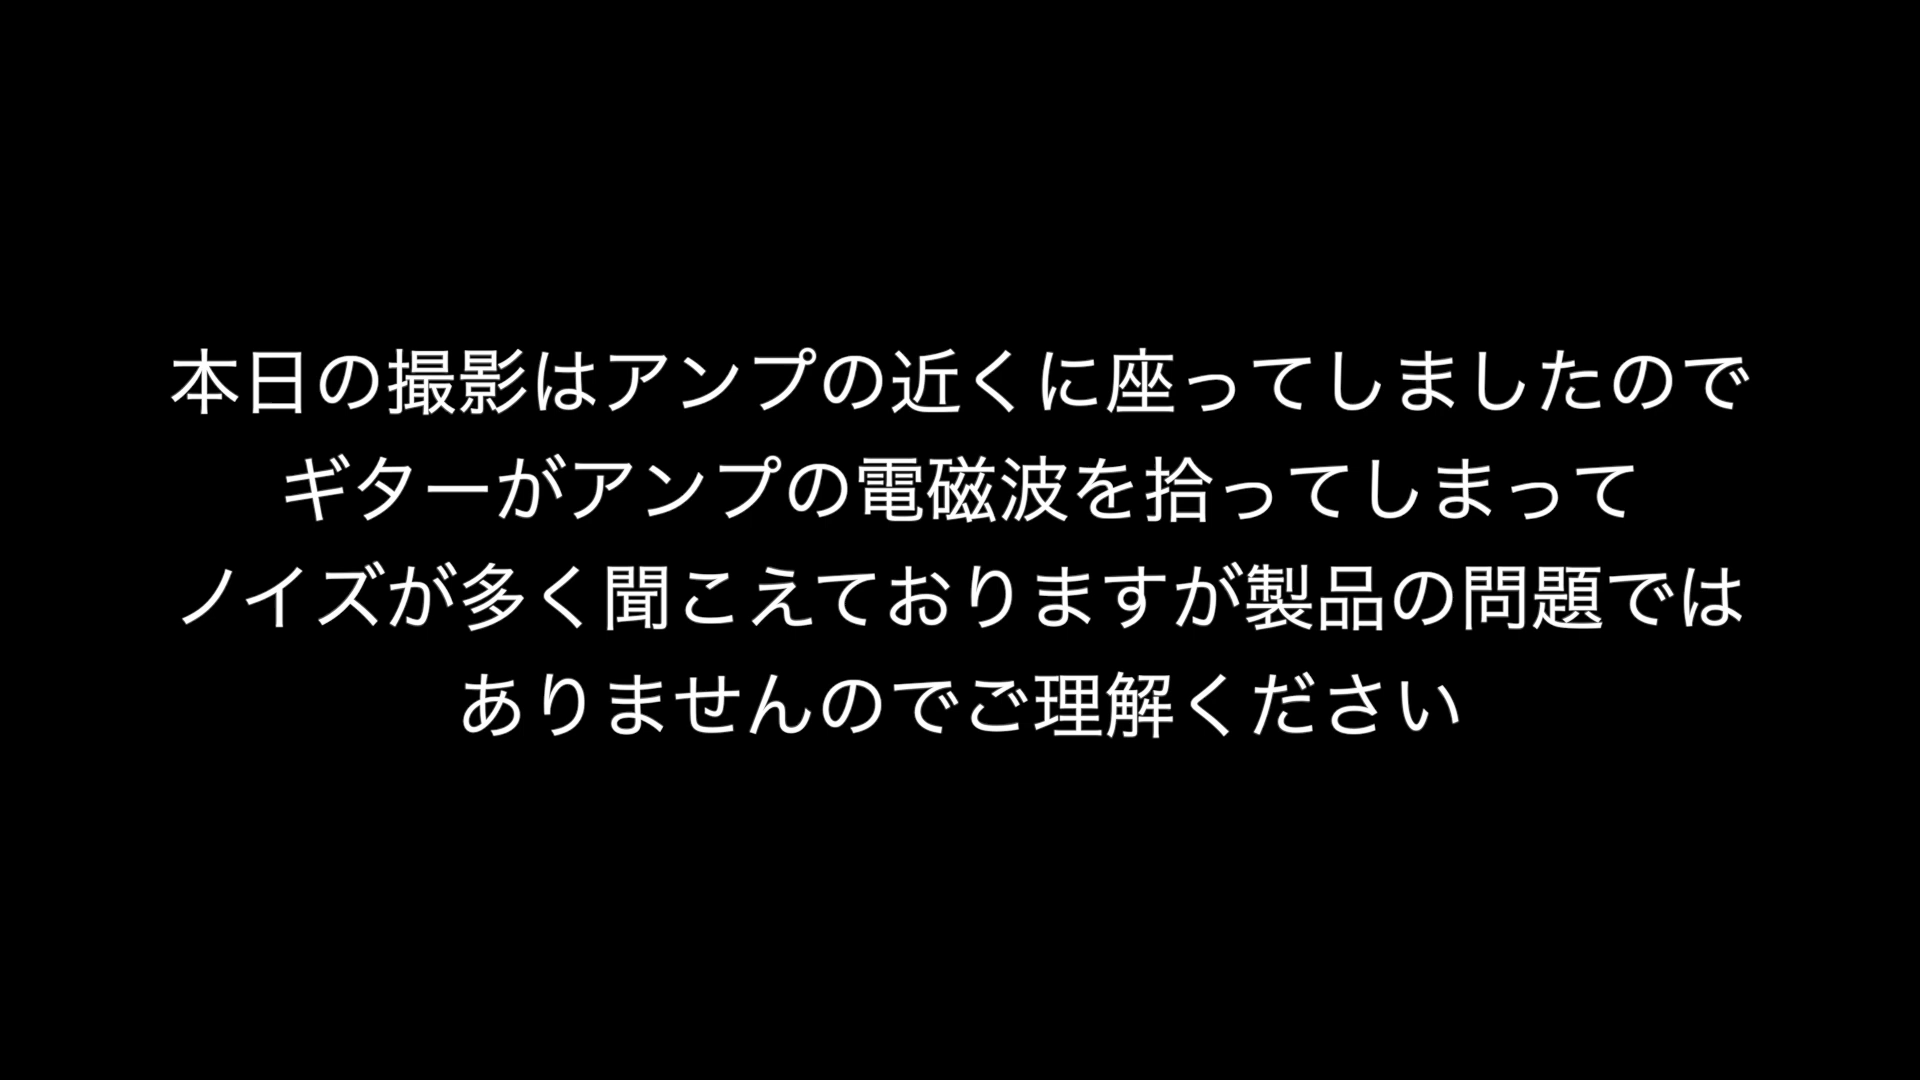 本日の撮影はアンプの近くに座ってしましたので
ギターがアンプの電磁波を拾ってしまって
ノイズが多く聞こえておりますが製品の問題では
ありませんのでご理解ください